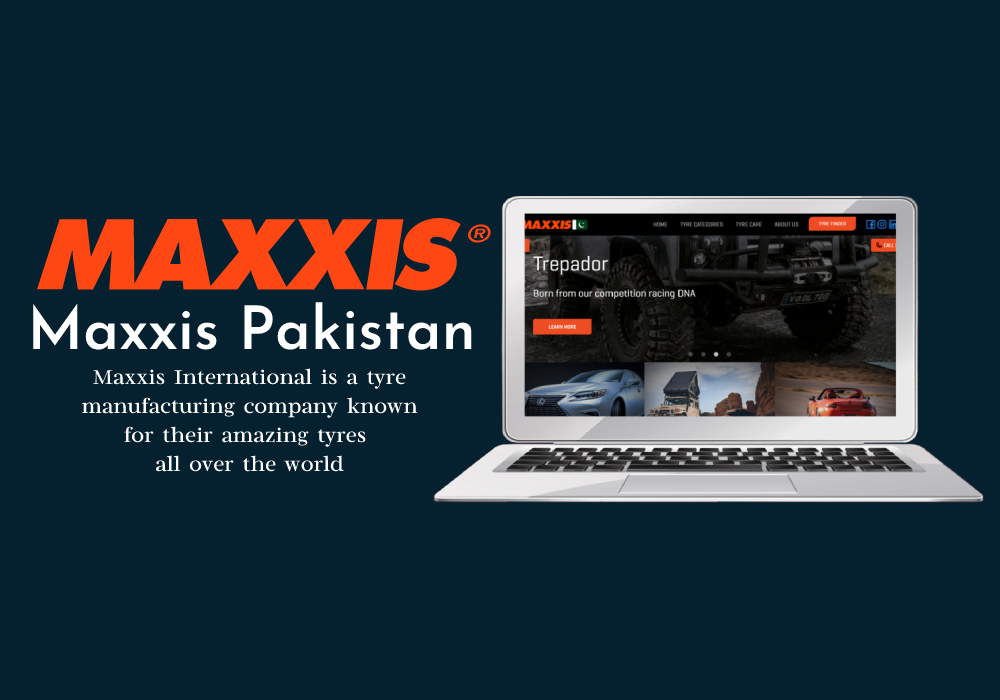 MAXXIS®
Maxxis Pakistan
Maxxis International is a tyre
manufacturing company known
for their amazing tyres
all over the world
MAXXIS
HOME TYRE CATEGORIES TYRE CARE ABOUT US TYRE FINDER
CALL
Trepador
Born from our competition racing DNA
LEARN MORE